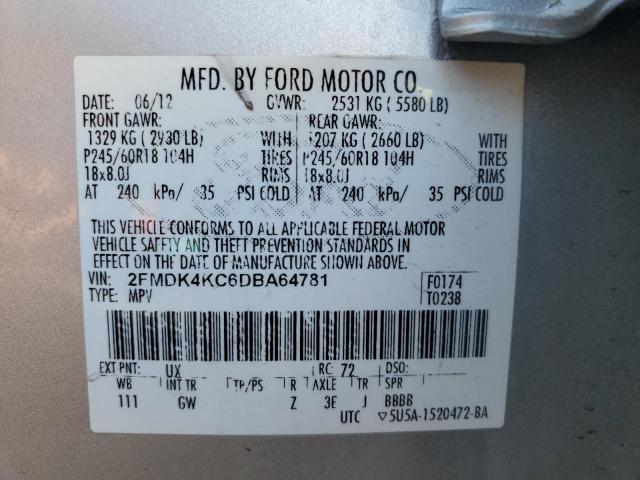 MFD. BY FORD MOTOR CO.
DATE: 06/12 GVWR: 2531 KG ( 5580 LB)
FRONT GAWR: REAR GAWR:
1329 KG ( 2930 LB) WITH 1207 KG ( 2660 LB) WITH
P245/60R18 104H TIRES P245/60R18 104H TIRES
18x8.0J RIMS 18x8.0J RIMS
AT 240 kPa/ 35 PSI COLD AT 240 kPa/ 35 PSI COLD
THIS VEHICLE CONFORMS TO ALL APPLICABLE FEDERAL MOTOR
VEHICLE SAFETY AND THEFT PREVENTION STANDARDS IN
EFFECT ON THE DATE OF MANUFACTURE SHOWN ABOVE.
VIN: 2FMDK4KC6DBA64781 F0174
TYPE: MPV T0238
EXT PNT: UX RC: 72 DSO:
WB INT TR TP/PS R AXLE TR SPR
111 GW Z 3E J BBBB
UTC ▽5U5A-1520472-BA